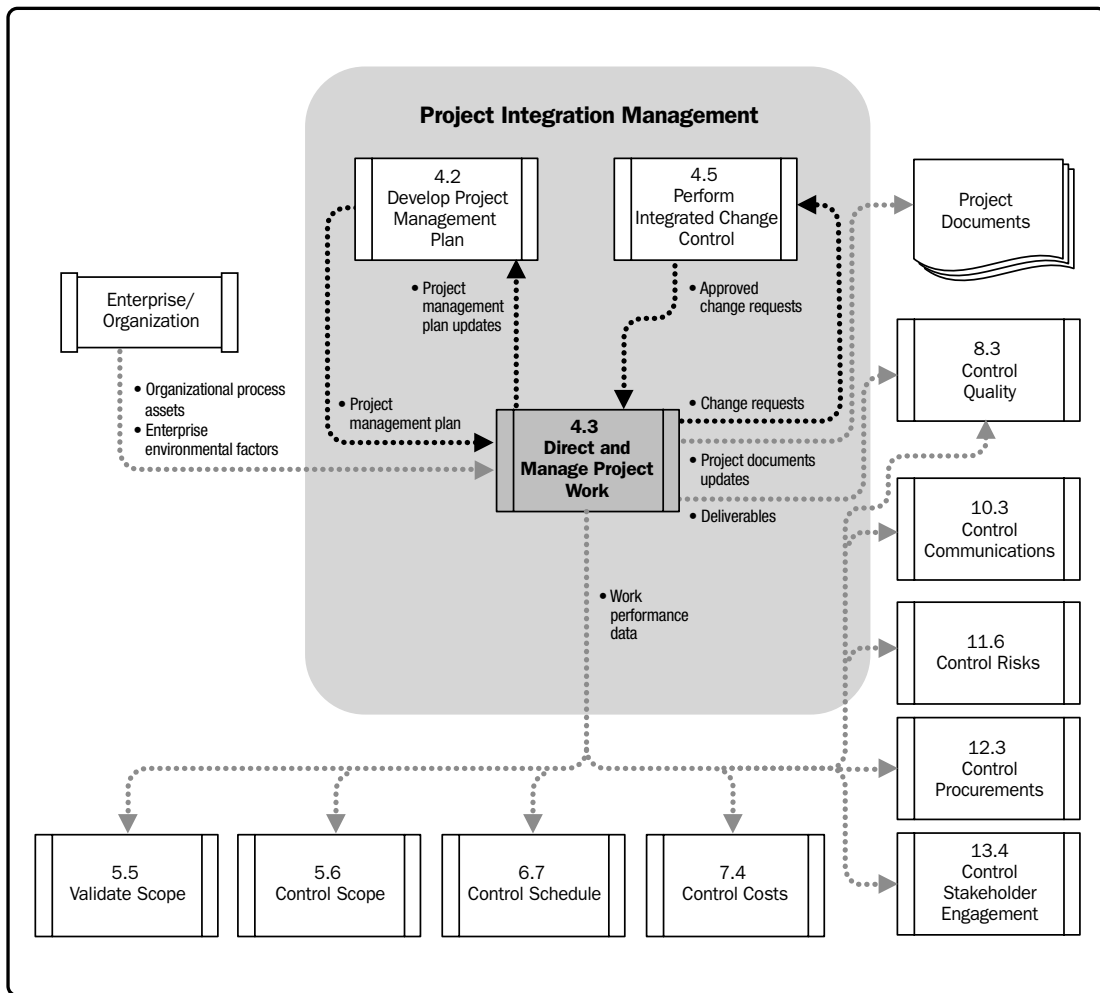 Project Integration Management
4.2
Develop Project
Management
Plan
4.5
Perform
Integrated Change
Control
Project
Documents
Enterprise/
Organization
• Project
management
plan updates
• Approved
change requests
8.3
Control
Quality
• Organizational process
assets
• Enterprise
environmental factors
• Project
management plan
4.3
Direct and
Manage Project
Work
• Change requests
• Project documents
updates
• Deliverables
10.3
Control
Communications
• Work
performance
data
11.6
Control Risks
12.3
Control
Procurements
5.5
Validate Scope
5.6
Control Scope
6.7
Control Schedule
7.4
Control Costs
13.4
Control
Stakeholder
Engagement